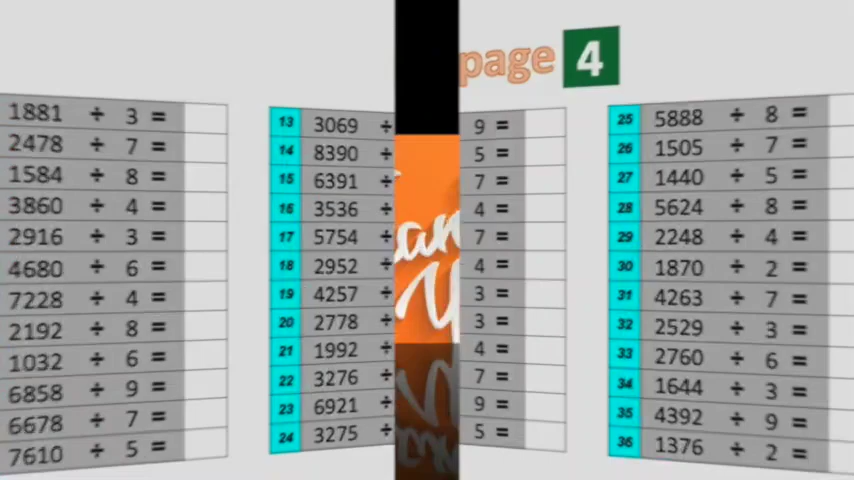 page 4
1881 ÷ 3 =
2478 ÷ 7 =
1584 ÷ 8 =
3860 ÷ 4 =
2916 ÷ 3 =
4680 ÷ 6 =
7228 ÷ 4 =
2192 ÷ 8 =
1032 ÷ 6 =
6858 ÷ 9 =
6678 ÷ 7 =
7610 ÷ 5 =
13 3069 ÷ 9 =
14 8390 ÷ 5 =
15 6391 ÷ 7 =
16 3536 ÷ 4 =
17 5754 ÷ 7 =
18 2952 ÷ 4 =
19 4257 ÷ 3 =
20 2778 ÷ 3 =
21 1992 ÷ 4 =
22 3276 ÷ 7 =
23 6921 ÷ 9 =
24 3275 ÷ 5 =
25 5888 ÷ 8 =
26 1505 ÷ 7 =
27 1440 ÷ 5 =
28 5624 ÷ 8 =
29 2248 ÷ 4 =
30 1870 ÷ 2 =
31 4263 ÷ 7 =
32 2529 ÷ 3 =
33 2760 ÷ 6 =
34 1644 ÷ 3 =
35 4392 ÷ 9 =
36 1376 ÷ 2 =